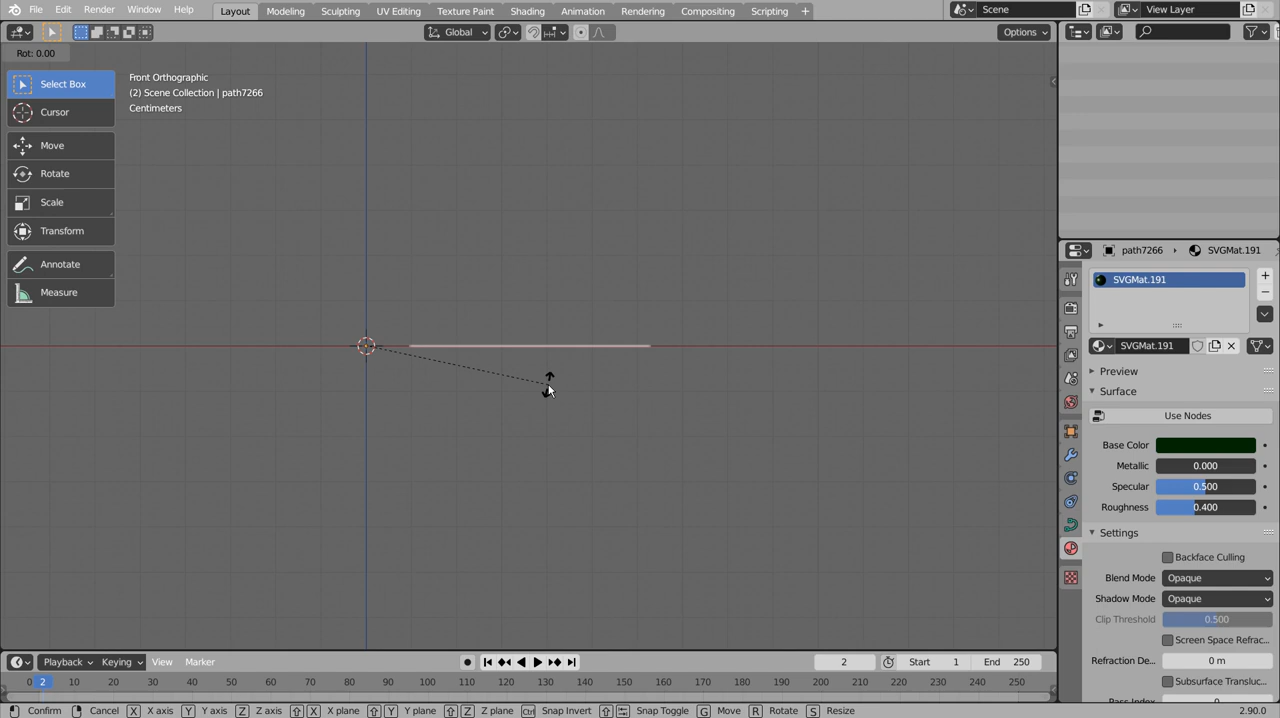 File Edit Render Window Help Layout Modeling Sculpting UV Editing Texture Paint Shading Animation Rendering Compositing Scripting + Scene View Layer
Global Options
Rot: 0.00
Select Box
Cursor
Move
Rotate
Scale
Transform
Annotate
Measure
Front Orthographic
(2) Scene Collection | path7266
Centimeters
path7266 SVGMat.191
SVGMat.191
SVGMat.191
Preview
Surface
Use Nodes
Base Color
Metallic 0.000
Specular 0.500
Roughness 0.400
Settings
Backface Culling
Blend Mode Opaque
Shadow Mode Opaque
Clip Threshold 0.500
Screen Space Refrac...
Refraction De... 0 m
Subsurface Transluc...
Playback Keying View Marker 2 Start 1 End 250
0 2 10 20 30 40 50 60 70 80 90 100 110 120 130 140 150 160 170 180 190 200 210 220 230 240 250
Confirm Cancel X X axis Y Y axis Z Z axis X X plane Y Y plane Z Z plane Ctrl Snap Invert Snap Toggle G Move R Rotate S Resize 2.90.0